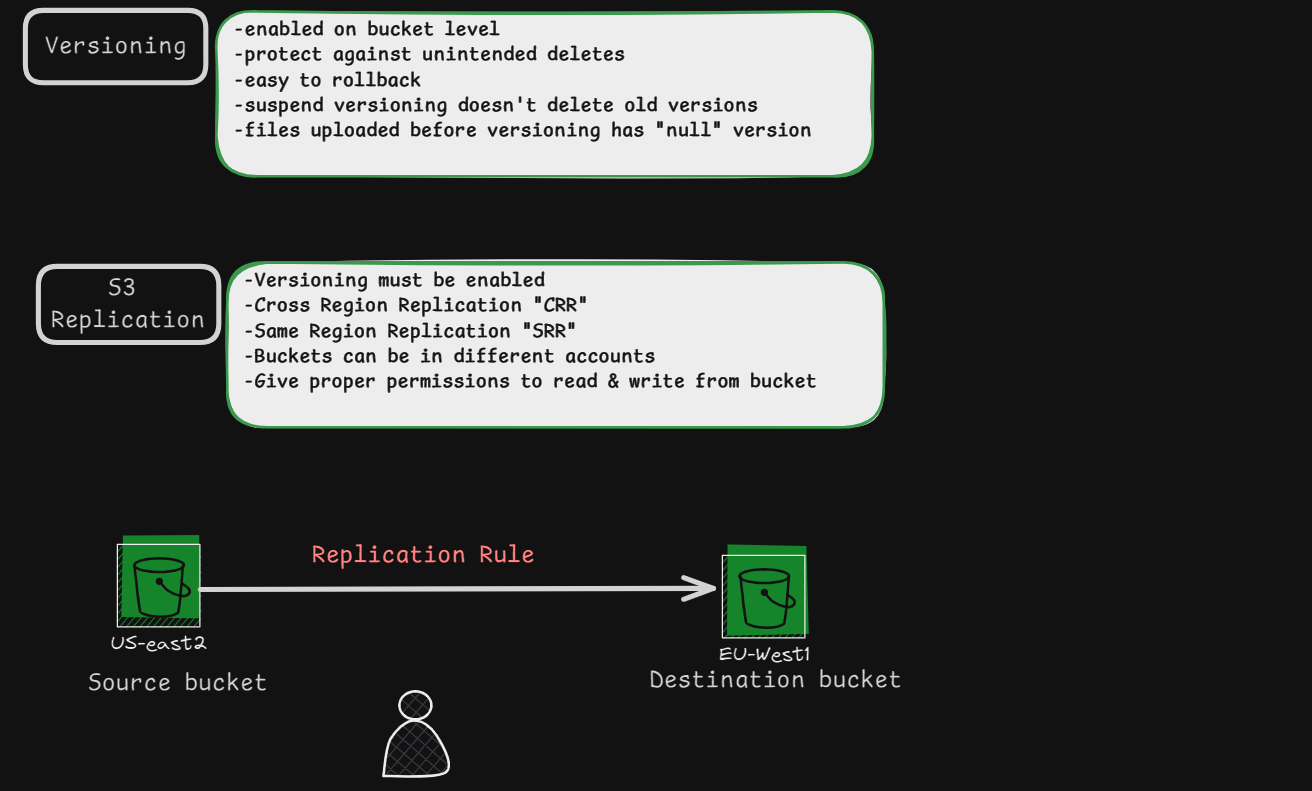 Versioning
-enabled on bucket level
-protect against unintended deletes
-easy to rollback
-suspend versioning doesn't delete old versions
-files uploaded before versioning has "null" version
S3
Replication
-Versioning must be enabled
-Cross Region Replication "CRR"
-Same Region Replication "SRR"
-Buckets can be in different accounts
-Give proper permissions to read & write from bucket
Replication Rule
US-east2
Source bucket
EU-West1
Destination bucket